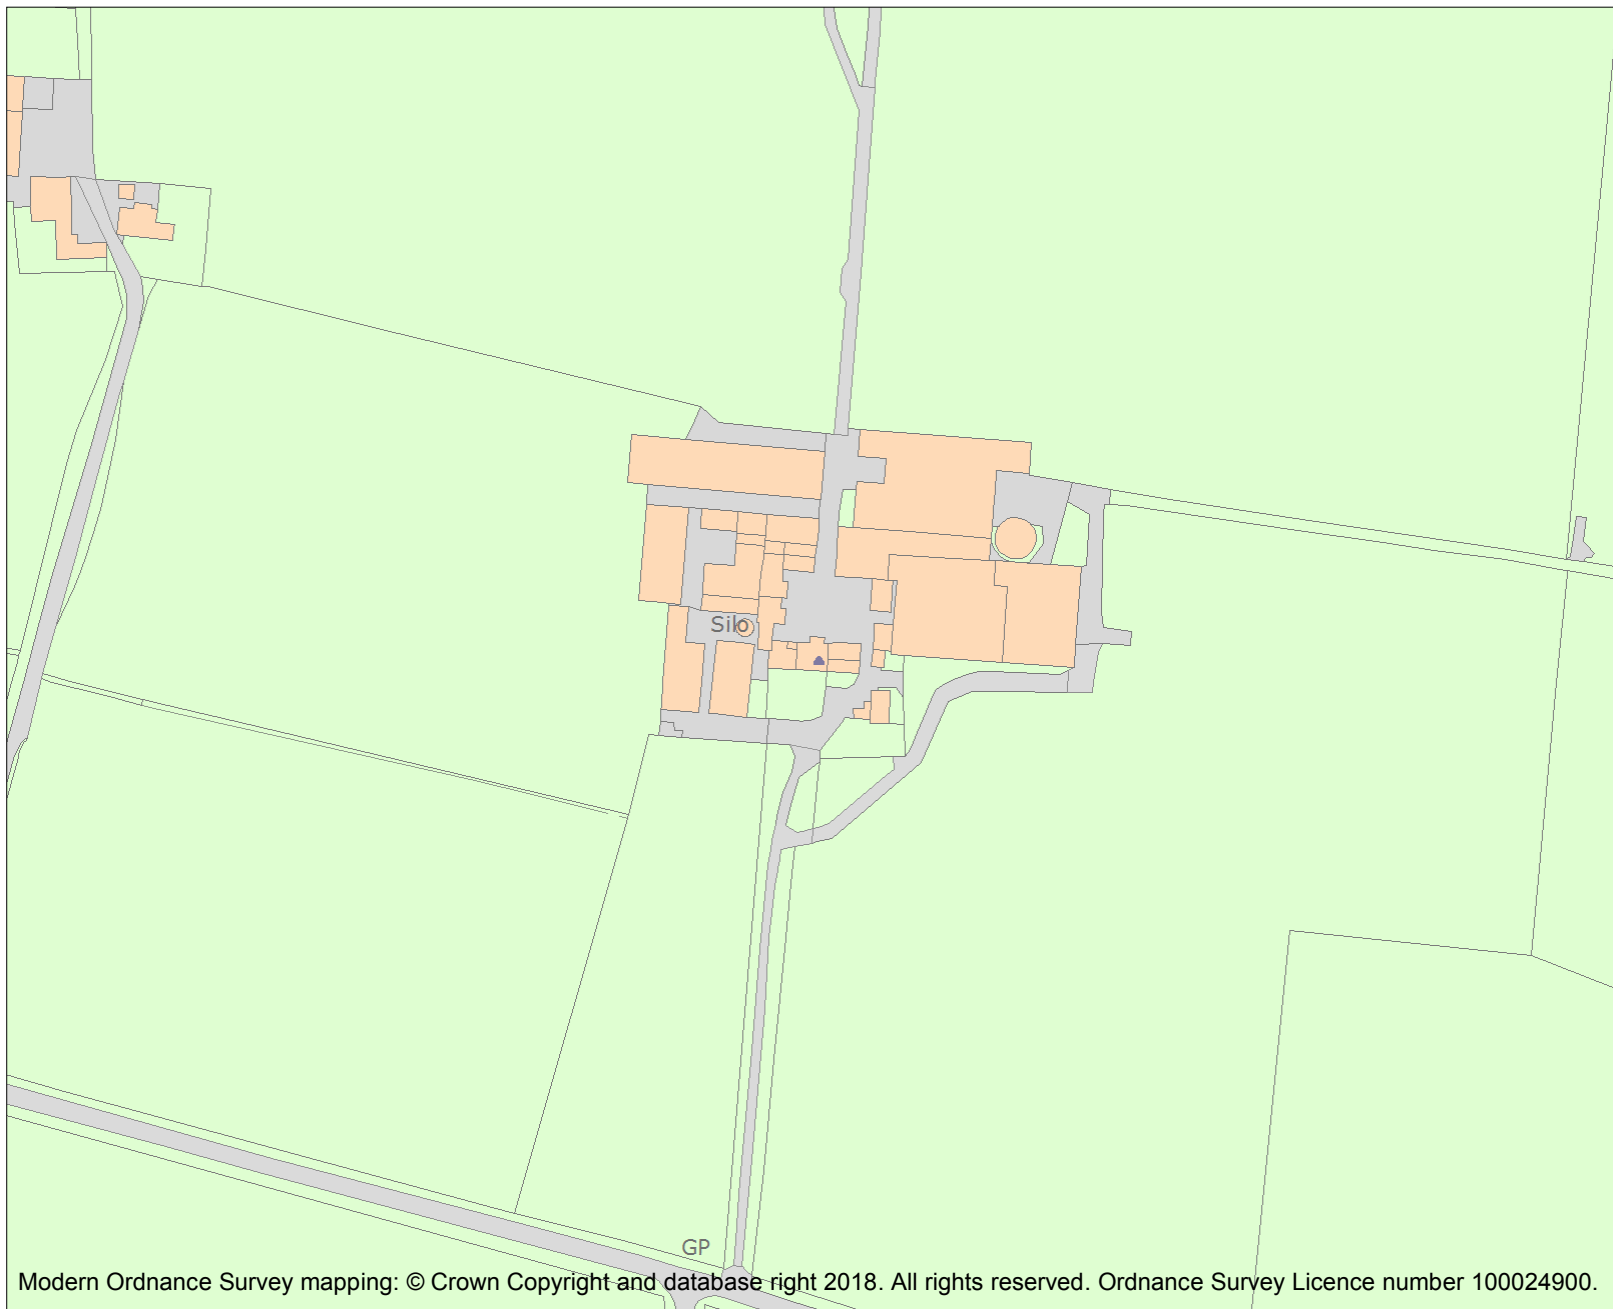 Silo
GP
Modern Ordnance Survey mapping: © Crown Copyright and database right 2018. All rights reserved. Ordnance Survey Licence number 100024900.